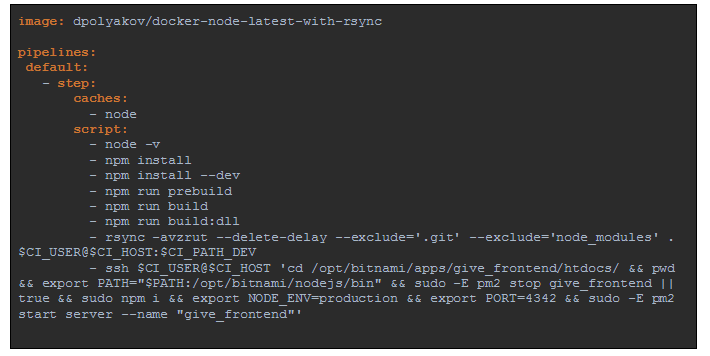 image: dpolyakov/docker-node-latest-with-rsync
pipelines:
default:
- step:
caches:
- node
script:
- node -v
- npm install
- npm install --dev
- npm run prebuild
- npm run build
- npm run build:dll
- rsync -avzrut --delete-delay --exclude='.git' --exclude='node_modules' .
$CI_USER@$CI_HOST:$CI_PATH_DEV
- ssh $CI_USER@$CI_HOST 'cd /opt/bitnami/apps/give_frontend/htdocs/ && pwd
&& export PATH="$PATH:/opt/bitnami/nodejs/bin" && sudo -E pm2 stop give_frontend ||
true && sudo npm i && export NODE_ENV=production && export PORT=4342 && sudo -E pm2
start server --name "give_frontend"'